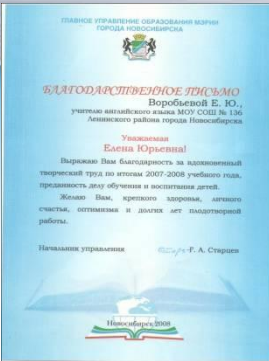 ГЛАВНОЕ УПРАВЛЕНИЕ ОБРАЗОВАНИЯ МЭРИИ
ГОРОДА НОВОСИБИРСКА
БЛАГОДАРСТВЕННОЕ ПИСЬМО
Воробьевой Е. Ю.,
учителю английского языка МОУ СОШ № 136
Ленинского района города Новосибирска
Уважаемая
Елена Юрьевна!
Выражаю Вам благодарность за вдохновенный
творческий труд по итогам 2007-2008 учебного года,
преданность делу обучения и воспитания детей.
Желаю Вам, крепкого здоровья, личного
счастья, оптимизма и долгих лет плодотворной
работы.
Начальник управления Г. А. Старцев
Новосибирск 2008